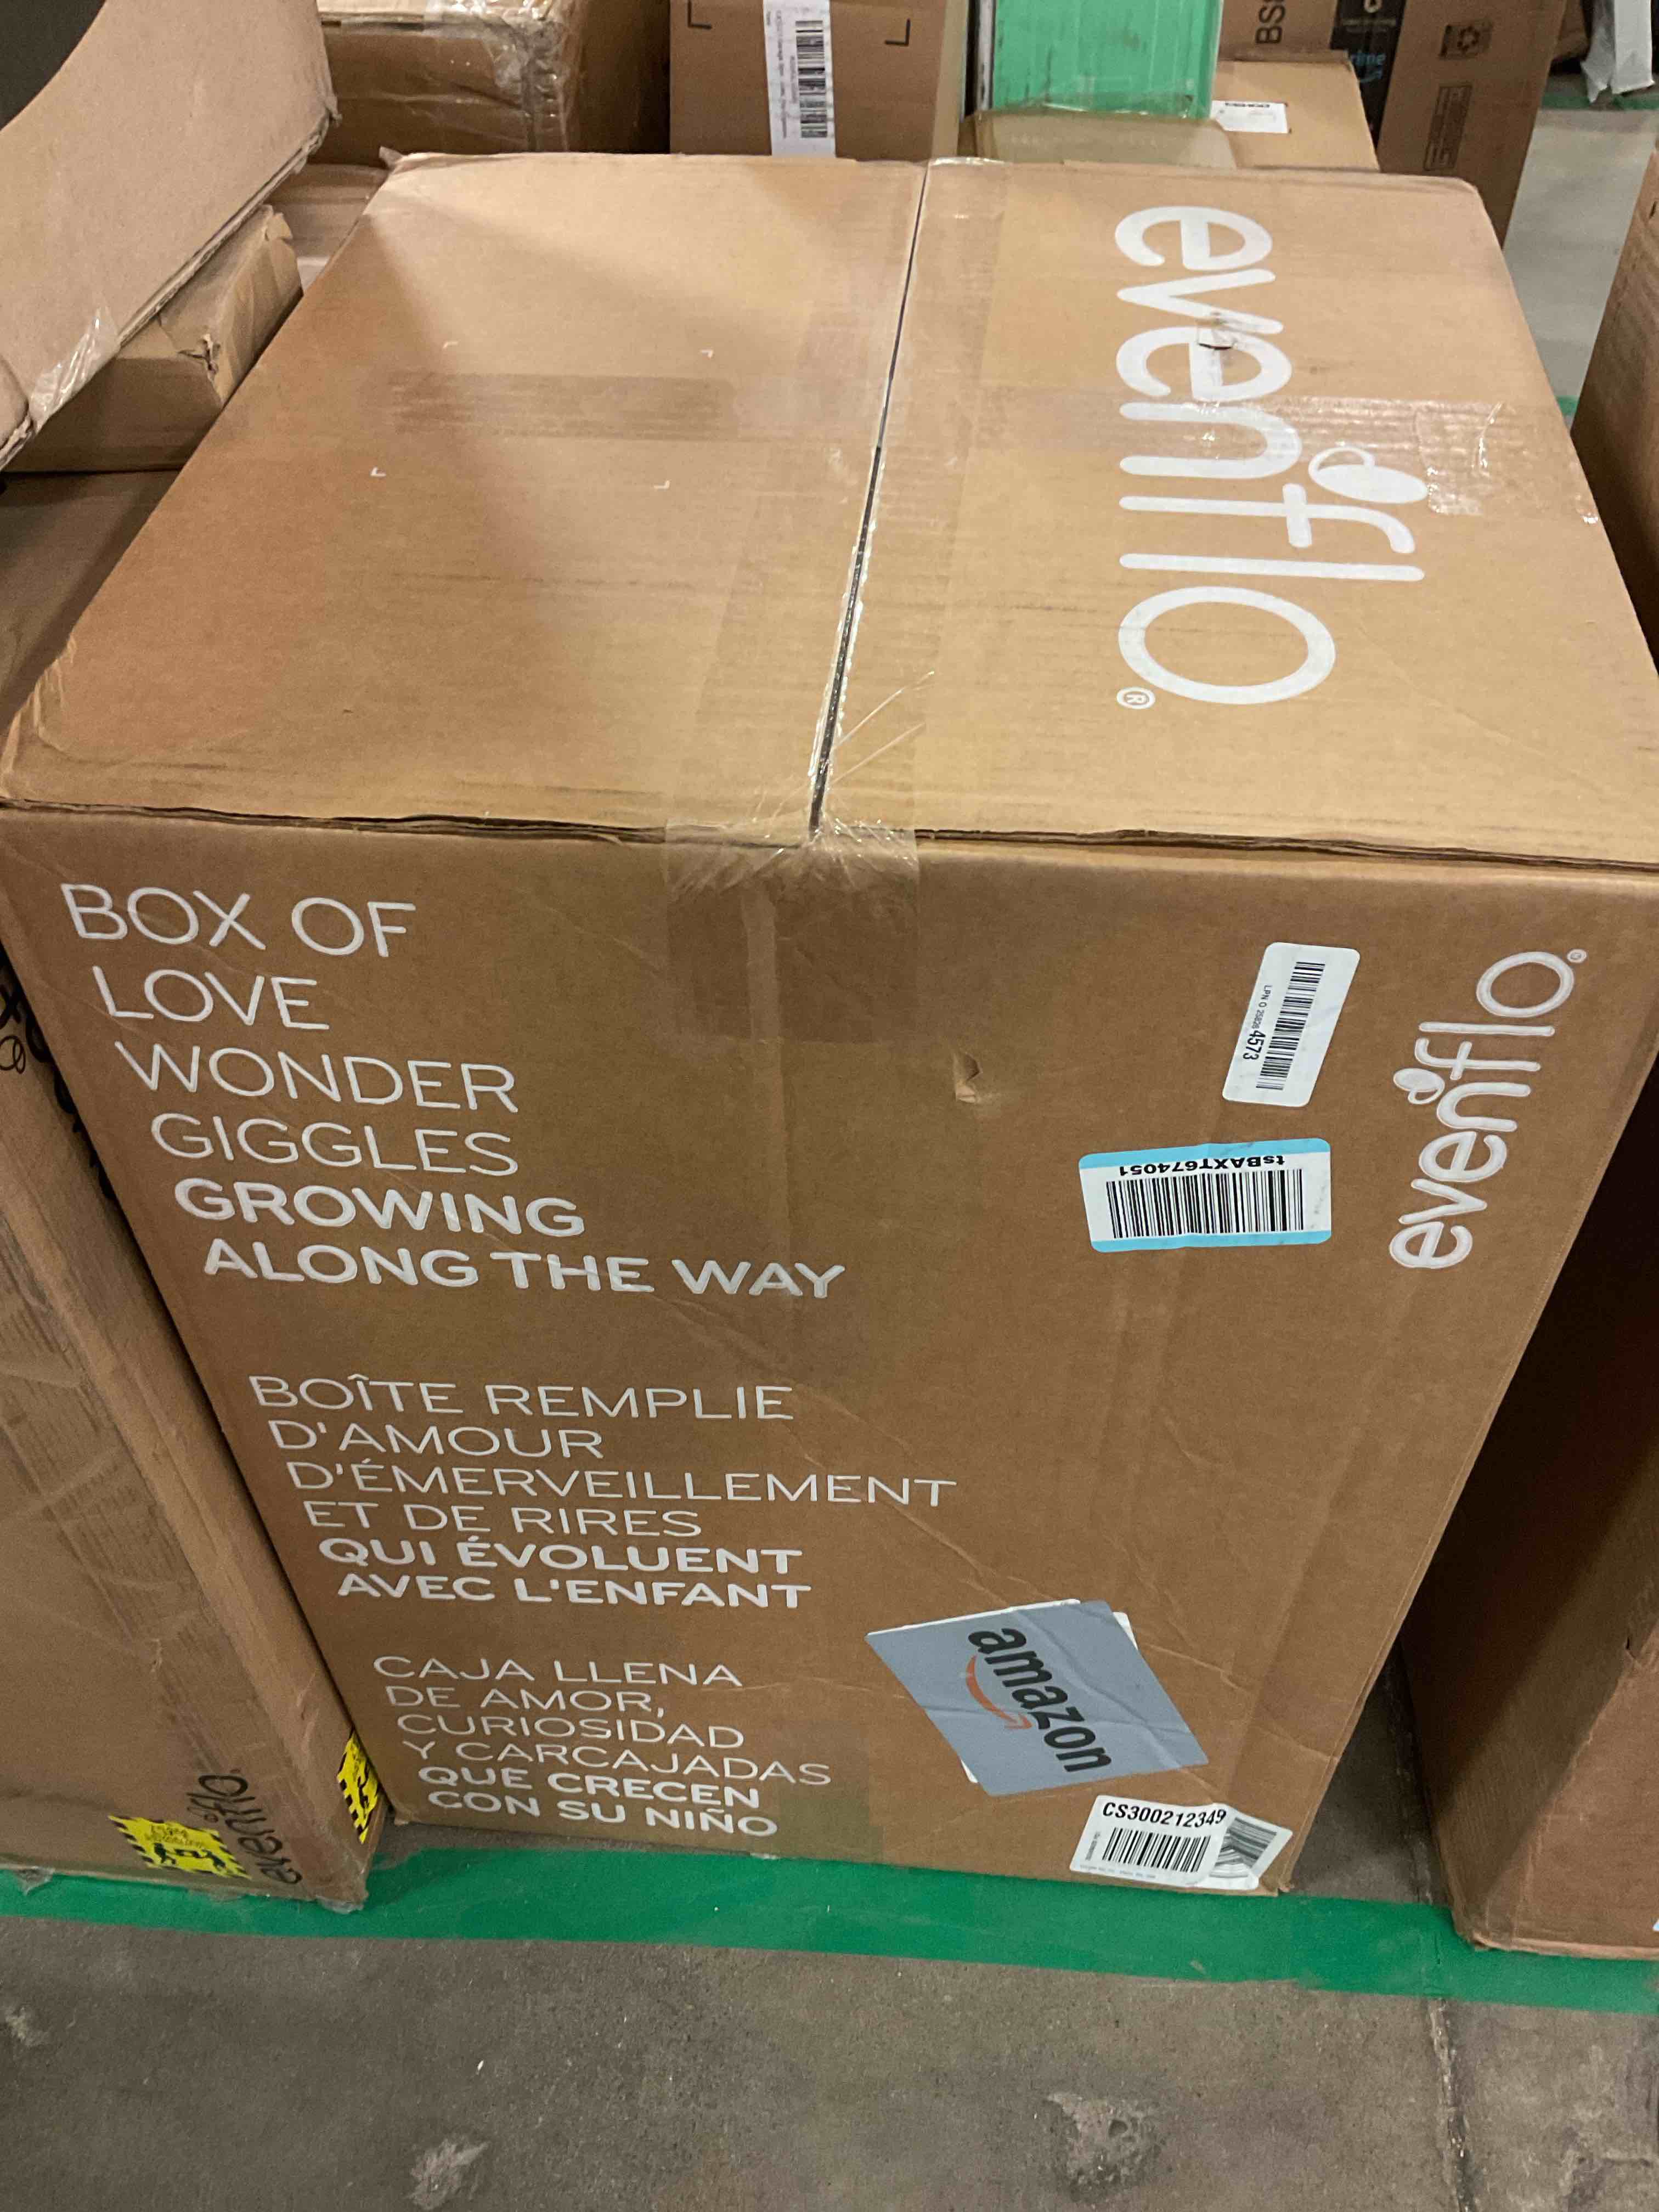 BSC
prime
evenflo®
BOX OF
LOVE
WONDER
GIGGLES
GROWING
ALONG THE WAY
4573
tsBAXT674051
evenflo®
BOÎTE REMPLIE
D'AMOUR
D'ÉMERVEILLEMENT
ET DE RIRES
QUI ÉVOLUENT
AVEC L'ENFANT
CAJA LLENA
DE AMOR,
CURIOSIDAD
Y CARCAJADAS
QUE CRECEN
CON SU NIÑO
amazon
CS300212349
evenflo